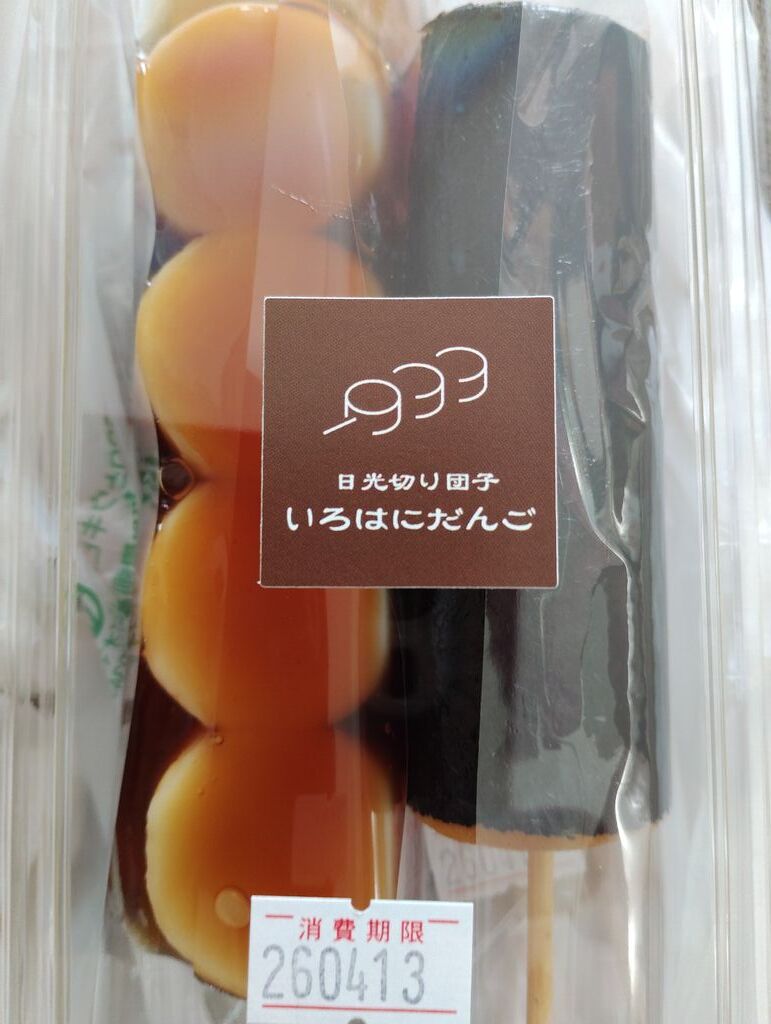 日光切り団子
いろはにだんご
消費期限
260413